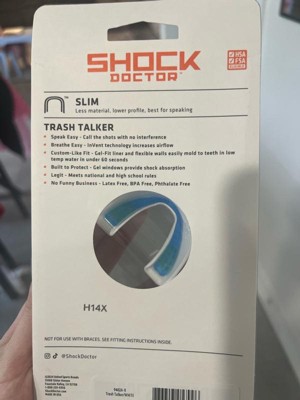 SHOCK
DOCTOR
HSA
FSA
SLIM
Less material, lower profile, best for speaking
TRASH TALKER
• Speak Easy - Call the shots with no interference
• Breathe Easy - InVent technology increases airflow
• Custom-Like Fit - Gel-Fit liner and flexible walls easily mold to teeth in low
temp water in under 60 seconds
• Built to Protect - Gel windows provide shock absorption
• Legit - Meets national and high school rules
• No Funny Business - Latex Free, BPA Free, Phthalate Free
H14X
NOT FOR USE WITH BRACES. SEE FITTING INSTRUCTIONS INSIDE.
@ShockDoctor